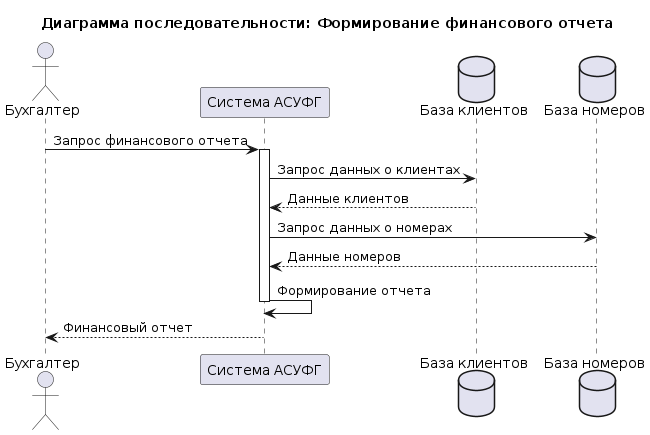 Диаграмма последовательности: Формирование финансового отчета
Бухгалтер
Система АСУФГ
База клиентов
База номеров
Запрос финансового отчета
Запрос данных о клиентах
Данные клиентов
Запрос данных о номерах
Данные номеров
Формирование отчета
Финансовый отчет
Бухгалтер
Система АСУФГ
База клиентов
База номеров